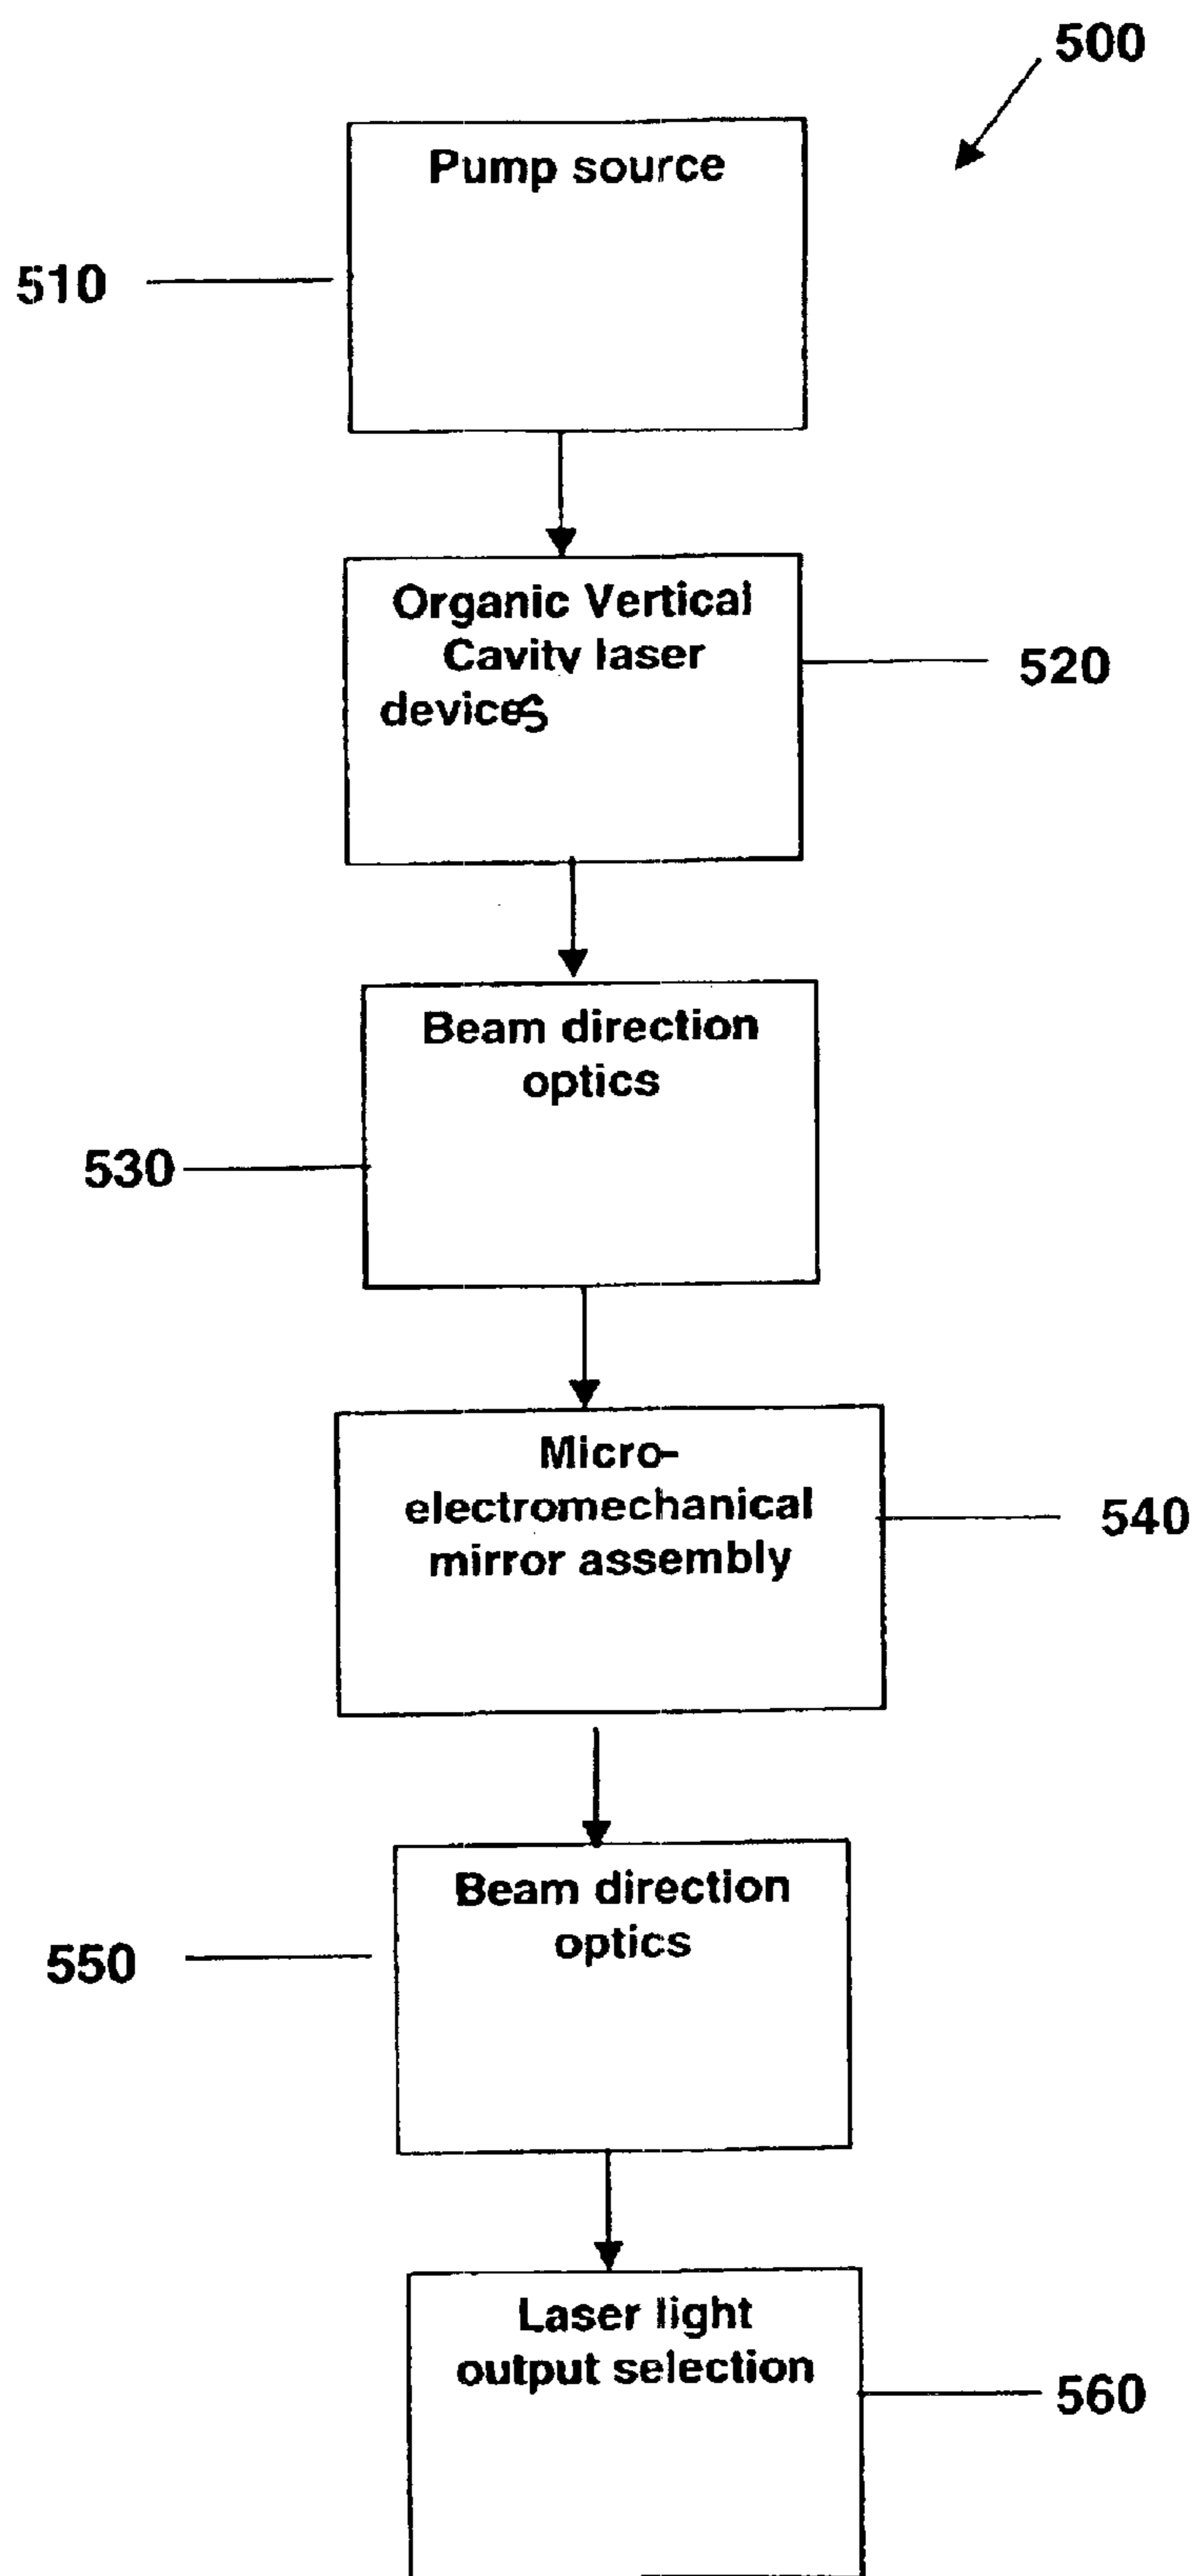 500
Pump source
510
Organic Vertical
Cavity laser
devices
520
Beam direction
optics
530
Micro-
electromechanical
mirror assembly
540
Beam direction
optics
550
Laser light
output selection
560